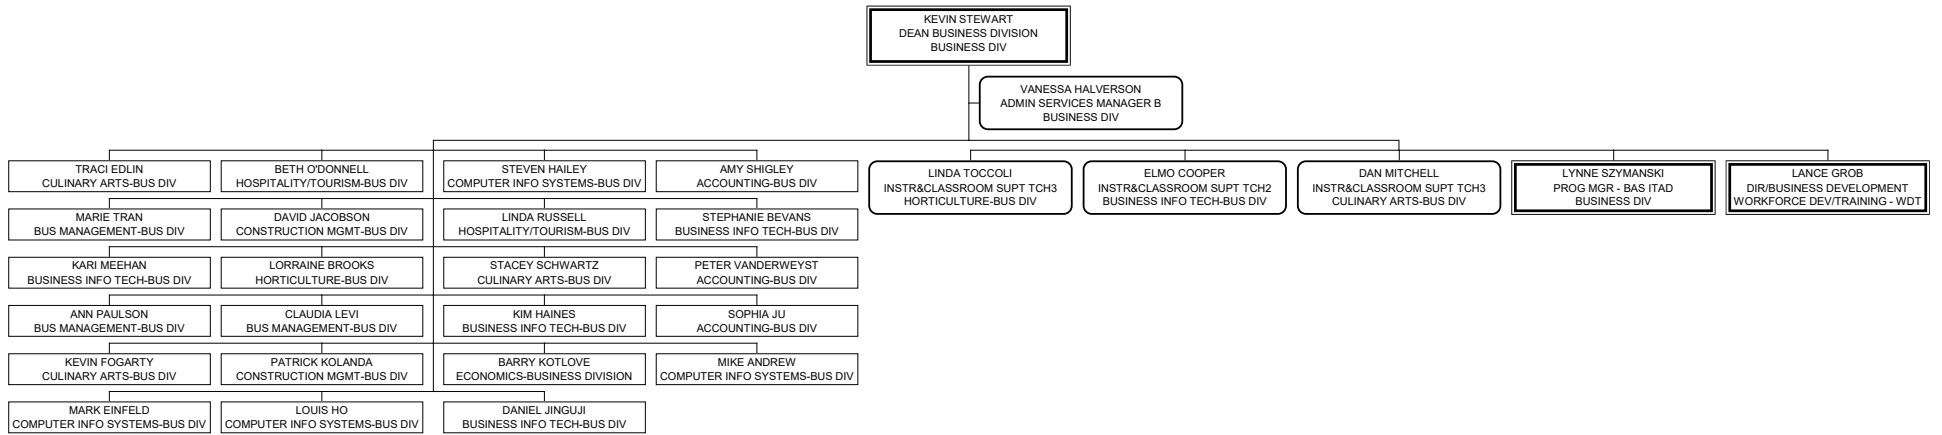 KEVIN STEWART
DEAN BUSINESS DIVISION
BUSINESS DIV
VANESSA HALVERSON
ADMIN SERVICES MANAGER B
BUSINESS DIV
TRACI EDLIN
CULINARY ARTS-BUS DIV
BETH O'DONNELL
HOSPITALITY/TOURISM-BUS DIV
STEVEN HAILEY
COMPUTER INFO SYSTEMS-BUS DIV
AMY SHIGLEY
ACCOUNTING-BUS DIV
LINDA TOCCOLI
INSTR&CLASSROOM SUPT TCH3
HORTICULTURE-BUS DIV
ELMO COOPER
INSTR&CLASSROOM SUPT TCH2
BUSINESS INFO TECH-BUS DIV
DAN MITCHELL
INSTR&CLASSROOM SUPT TCH3
CULINARY ARTS-BUS DIV
LYNNE SZYMANSKI
PROG MGR - BAS ITAD
BUSINESS DIV
LANCE GROB
DIR/BUSINESS DEVELOPMENT
WORKFORCE DEV/TRAINING - WDT
MARIE TRAN
BUS MANAGEMENT-BUS DIV
DAVID JACOBSON
CONSTRUCTION MGMT-BUS DIV
LINDA RUSSELL
HOSPITALITY/TOURISM-BUS DIV
STEPHANIE BEVANS
BUSINESS INFO TECH-BUS DIV
KARI MEEHAN
BUSINESS INFO TECH-BUS DIV
LORRAINE BROOKS
HORTICULTURE-BUS DIV
STACEY SCHWARTZ
CULINARY ARTS-BUS DIV
PETER VANDERWEYST
ACCOUNTING-BUS DIV
ANN PAULSON
BUS MANAGEMENT-BUS DIV
CLAUDIA LEVI
BUS MANAGEMENT-BUS DIV
KIM HAINES
BUSINESS INFO TECH-BUS DIV
SOPHIA JU
ACCOUNTING-BUS DIV
KEVIN FOGARTY
CULINARY ARTS-BUS DIV
PATRICK KOLANDA
CONSTRUCTION MGMT-BUS DIV
BARRY KOTLOVE
ECONOMICS-BUSINESS DIVISION
MIKE ANDREW
COMPUTER INFO SYSTEMS-BUS DIV
MARK EINFELD
COMPUTER INFO SYSTEMS-BUS DIV
LOUIS HO
COMPUTER INFO SYSTEMS-BUS DIV
DANIEL JINGUJI
BUSINESS INFO TECH-BUS DIV